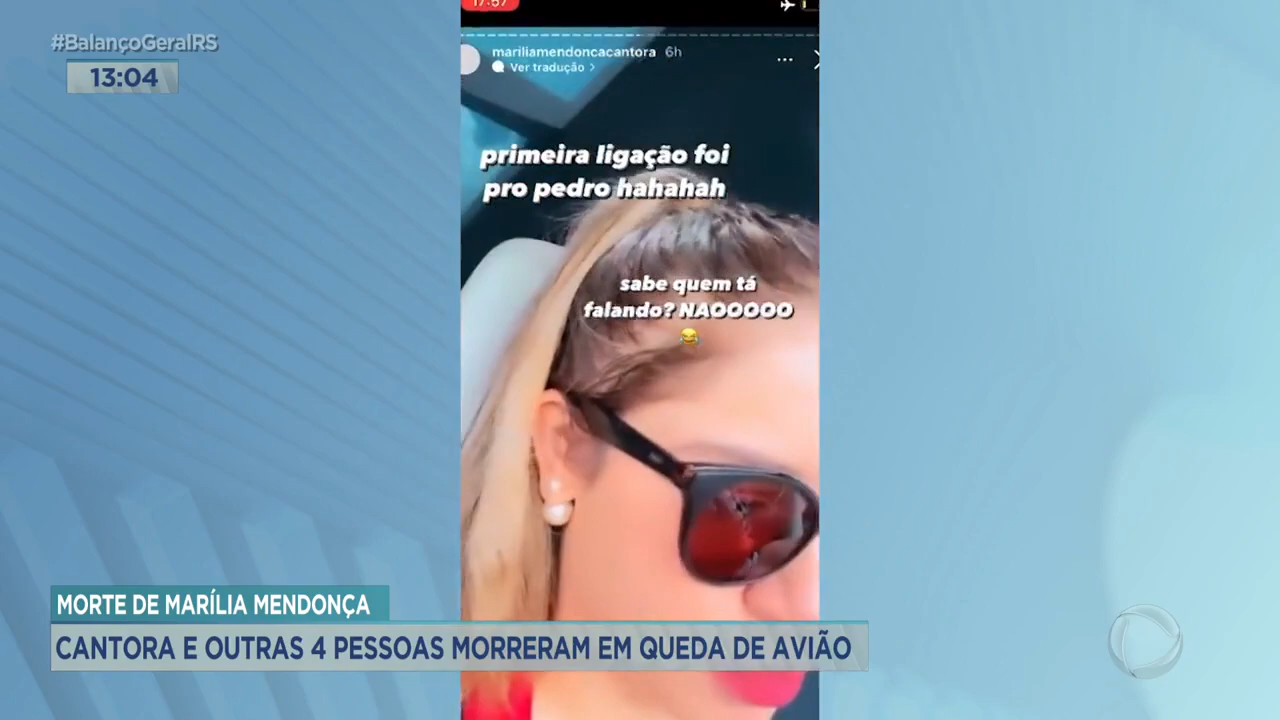 17:57
#BalançoGeralRS
13:04
mariliamendoncacantora 6h
Ver tradução >
primeira ligação foi
pro pedro hahahah
sabe quem tá
falando? NAOOOOO
MORTE DE MARÍLIA MENDONÇA
CANTORA E OUTRAS 4 PESSOAS MORRERAM EM QUEDA DE AVIÃO